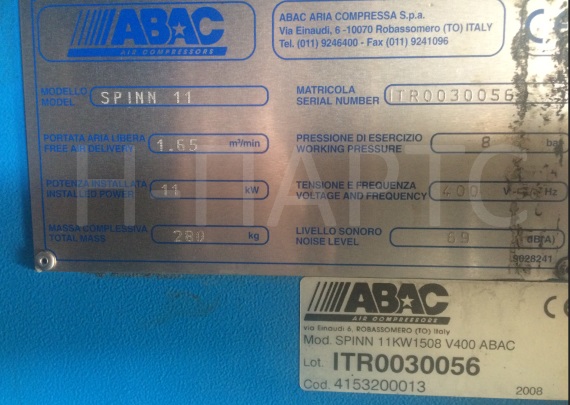 ABAC
AIR COMPRESSORS
ABAC ARIA COMPRESSA S.p.a.
Via Einaudi, 6 -10070 Robassomero (TO) ITALY
Tel. (011) 9246400 - Fax (011) 9241096
CE
MODELLO
MODEL
SPINN 11
MATRICOLA
SERIAL NUMBER
ITR0030056
PORTATA ARIA LIBERA
FREE AIR DELIVERY
1.65 m³/min
PRESSIONE DI ESERCIZIO
WORKING PRESSURE
8 bar
POTENZA INSTALLATA
INSTALLED POWER
11 kW
TENSIONE E FREQUENZA
VOLTAGE AND FREQUENCY
400 V Hz
MASSA COMPLESSIVA
TOTAL MASS
280 kg
LIVELLO SONORO
NOISE LEVEL
69 dB(A)
9028241
ABAC
AIR COMPRESSORS
via Einaudi 6, ROBASSOMERO (TO) Italy
Mod. SPINN 11KW1508 V400 ABAC
Lot. ITR0030056
Cod. 4153200013
2008
CE